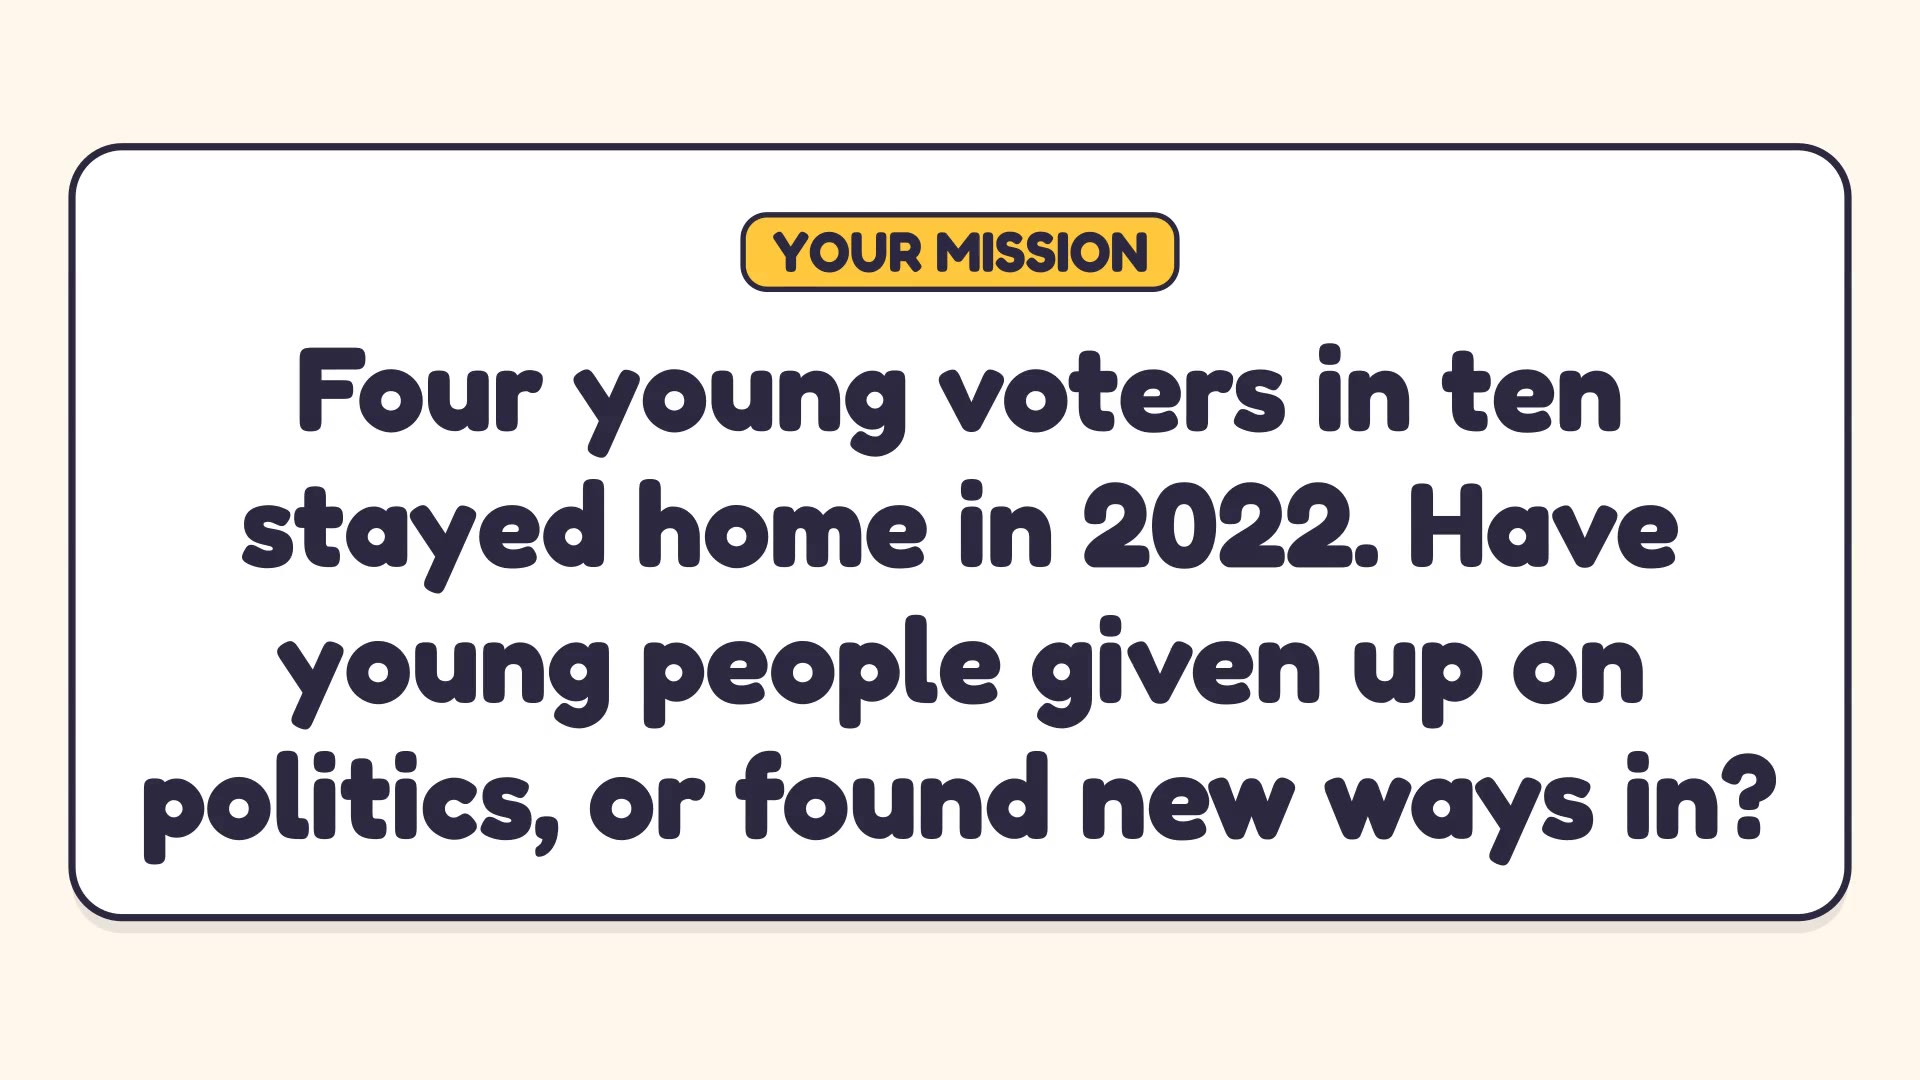 YOUR MISSION
Four young voters in ten
stayed home in 2022. Have
young people given up on
politics, or found new ways in?